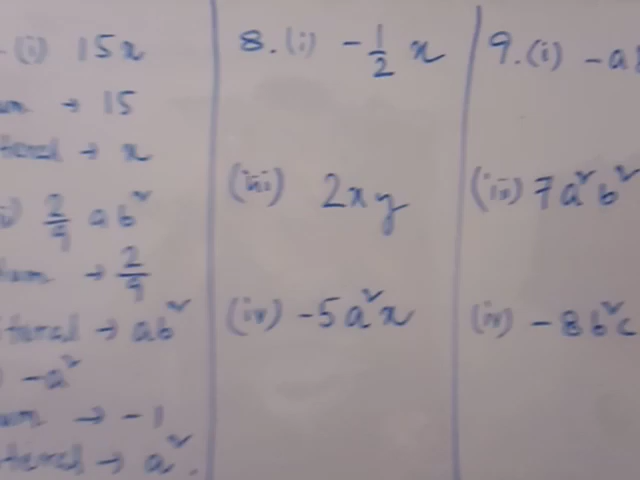 (i) 15x
→ 15
→ x
2/9 ab²
→ 2/9
→ ab²
-a²
→ -1
→ a².
8. (i) -1/2 x
(iii) 2xy
(iv) -5a²x
9. (i) -a
7a²b²
(iv) -8b²c